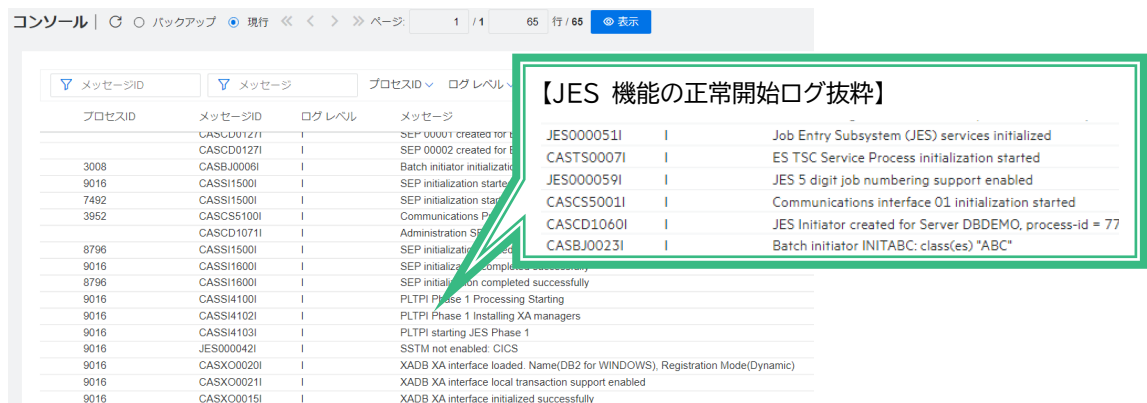 コンソール | バックアップ 現行 ページ: 1 / 1 65 行 / 65 表示
メッセージID メッセージ プロセスID ログ レベル
プロセスID メッセージID ログ レベル メッセージ
CASCD0127I I SEP 00001 created for
CASCD0127I I SEP 00002 created for
3008 CASBJ0006I I Batch initiator
9016 CASSI1500I I SEP initialization
7492 CASSI1500I I SEP initialization
3952 CASCS5100I I Communications
CASCD1071I I Administration
8796 CASSI1500I I SEP
9016 CASSI1600I I SEP completed successfully
8796 CASSI1600I I SEP completed successfully
9016 CASSI4100I I PLTPI Phase 1 Processing Starting
9016 CASSI4102I I PLTPI Phase 1 Installing XA managers
9016 CASSI4103I I PLTPI starting JES Phase 1
9016 JES000042I I SSTM not enabled: CICS
9016 CASXO0020I I XADB XA interface loaded. Name(DB2 for WINDOWS), Registration Mode(Dynamic)
9016 CASXO0021I I XADB XA interface local transaction support enabled
9016 CASXO0015I I XADB XA interface initialized successfully
【JES 機能の正常開始ログ抜粋】
JES000051I I Job Entry Subsystem (JES) services initialized
CASTS0007I I ES TSC Service Process initialization started
JES000059I I JES 5 digit job numbering support enabled
CASCS5001I I Communications interface 01 initialization started
CASCD1060I I JES Initiator created for Server DBDEMO, process-id = 77
CASBJ0023I I Batch initiator INITABC: class(es) "ABC"